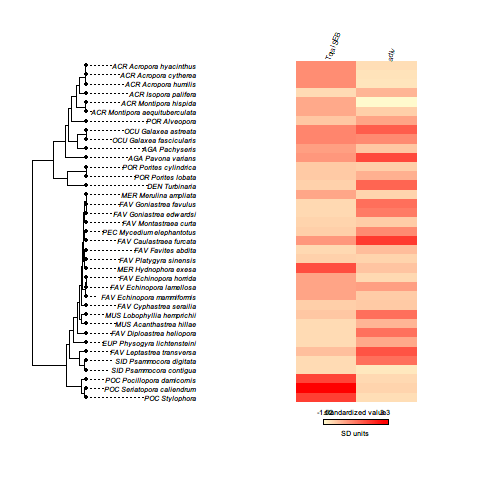 TotalSEB
activ
ACR Acropora hyacinthus
ACR Acropora cytherea
ACR Acropora humilis
ACR Isopora palifera
ACR Montipora hispida
ACR Montipora aequituberculata
POR Alveopora
OCU Galaxea astreata
OCU Galaxea fascicularis
AGA Pachyseris
AGA Pavona varians
POR Porites cylindrica
POR Porites lobata
DEN Turbinaria
MER Merulina ampliata
FAV Goniastrea favulus
FAV Goniastrea edwardsi
FAV Montastraea curta
PEC Mycedium elephantotus
FAV Caulastraea furcata
FAV Favites abdita
FAV Platygyra sinensis
MER Hydnophora exesa
FAV Echinopora horrida
FAV Echinopora lamellosa
FAV Echinopora mammiformis
FAV Cyphastrea serailia
MUS Lobophyllia hemprichii
MUS Acanthastrea hillae
FAV Diploastrea heliopora
EUP Physogyra lichtensteini
FAV Leptastrea transversa
SID Psammocora digitata
SID Psammocora contigua
POC Pocillopora damicornis
POC Seriatopora caliendrum
POC Stylophora
standardized value
SD units